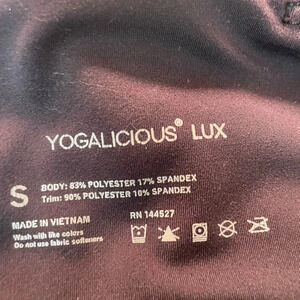 YOGALICIOUS® LUX
S
BODY: 83% POLYESTER 17% SPANDEX
Trim: 90% POLYESTER 10% SPANDEX
MADE IN VIETNAM
RN 144527
Wash with like colors
Do not use fabric softeners